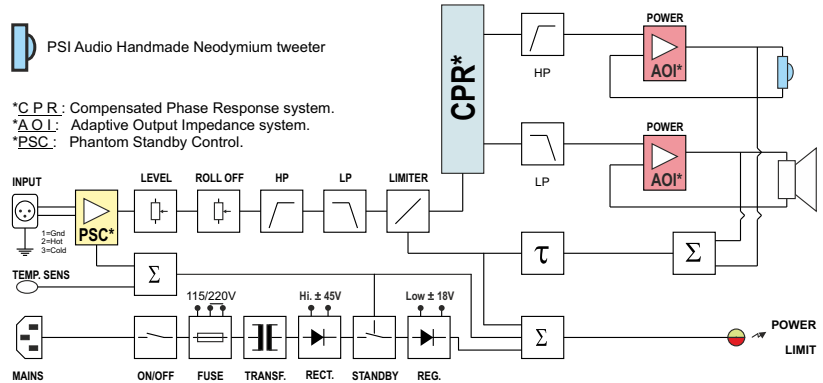 PSI Audio Handmade Neodymium tweeter
*C P R : Compensated Phase Response system.
*A O I : Adaptive Output Impedance system.
*PSC : Phantom Standby Control.
CPR*
HP
POWER
AOI*
LP
POWER
AOI*
INPUT
1=Gnd
2=Hot
3=Cold
PSC*
LEVEL
ROLL OFF
HP
LP
LIMITER
TEMP. SENS
Σ
τ
Σ
115/220V
Hi. ± 45V
Low ± 18V
Σ
POWER
LIMIT
MAINS
ON/OFF
FUSE
TRANSF.
RECT.
STANDBY
REG.